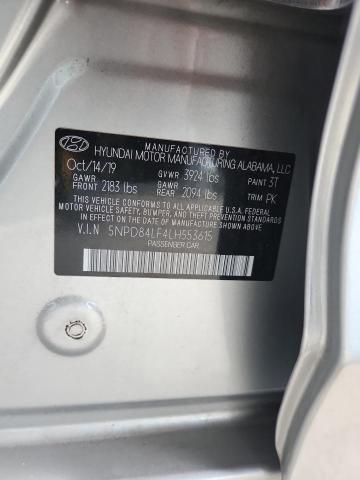 MANUFACTURED BY
HYUNDAI MOTOR MANUFACTURING ALABAMA, LLC
Oct/14/19 GVWR 3924 lbs PAINT 3T
GAWR FRONT 2183 lbs GAWR REAR 2094 lbs TRIM PK
THIS VEHICLE CONFORMS TO ALL APPLICABLE U.S.A. FEDERAL
MOTOR VEHICLE SAFETY, BUMPER, AND THEFT PREVENTION
STANDARDS IN EFFECT ON THE DATE OF MANUFACTURE
SHOWN ABOVE
V.I.N 5NPD84LF4LH553615
PASSENGER CAR